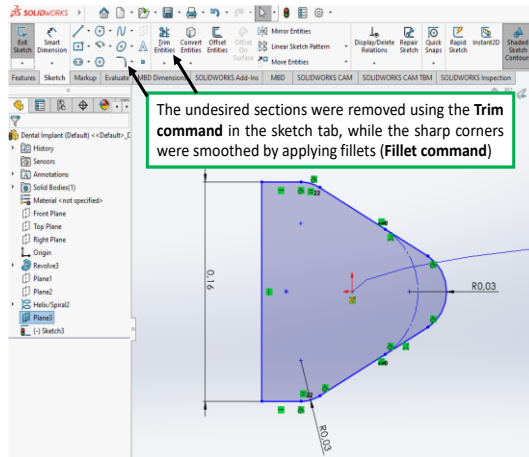 SOLIDWORKS
Exit Sketch
Smart Dimension
Trim Entities
Convert Entities
Offset Entities
Offset On Surface
Mirror Entities
Linear Sketch Pattern
Move Entities
Display/Delete Relations
Repair Sketch
Quick Snaps
Rapid Sketch
Instant2D
Shaded Sketch Contour
Features Sketch Markup Evaluate MBD Dimension SOLIDWORKS Add-Ins MBD SOLIDWORKS CAM SOLIDWORKS CAM TBM SOLIDWORKS Inspection
The undesired sections were removed using the Trim
command in the sketch tab, while the sharp corners
were smoothed by applying fillets (Fillet command)
Dental Implant (Default) <<Default>_D
History
Sensors
Annotations
Solid Bodies(1)
Material <not specified>
Front Plane
Top Plane
Right Plane
Origin
Revolve3
Plane1
Plane2
Helix/Spiral2
Plane3
(-) Sketch3
0,16
R0,03
R0,03